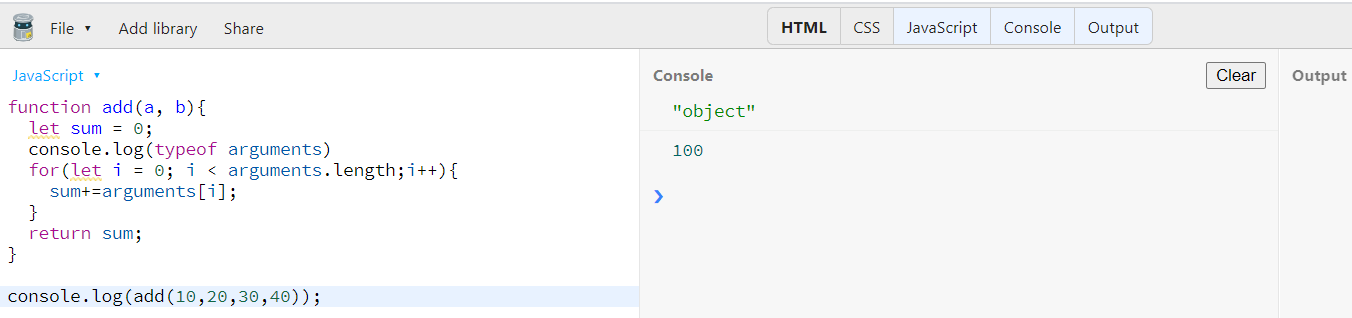 File ▾ Add library Share HTML CSS JavaScript Console Output
JavaScript ▾
function add(a, b){
  let sum = 0;
  console.log(typeof arguments)
  for(let i = 0; i < arguments.length;i++){
    sum+=arguments[i];
  }
  return sum;
}
console.log(add(10,20,30,40));
Console Clear
"object"
100
❯
Output